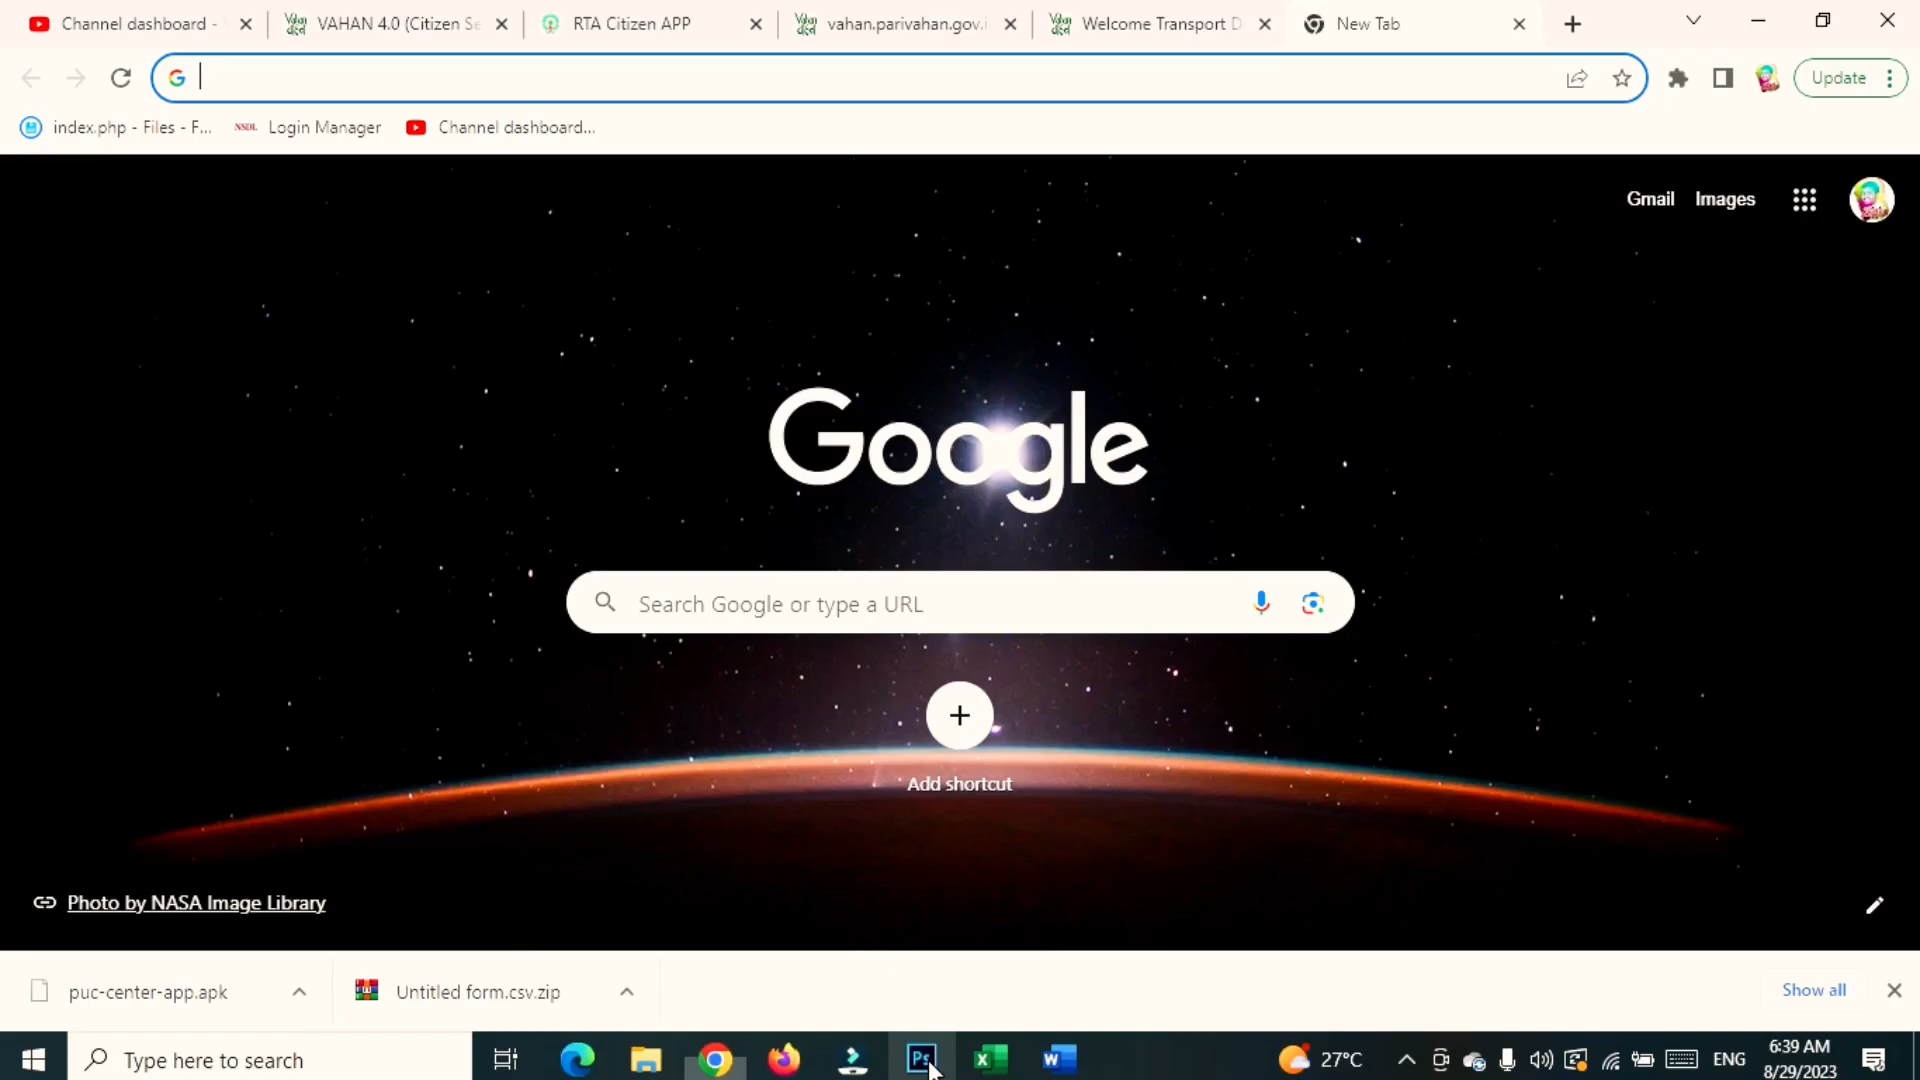 Channel dashboard -
VAHAN 4.0 (Citizen Se
RTA Citizen APP
vahan.parivahan.gov.i
Welcome Transport D
New Tab
Update
index.php - Files - F...
NSDL Login Manager
Channel dashboard...
Gmail Images
Google
Search Google or type a URL
Add shortcut
Photo by NASA Image Library
puc-center-app.apk
Untitled form.csv.zip
Show all
Type here to search
Ps
27°C
ENG
6:39 AM
8/29/2023